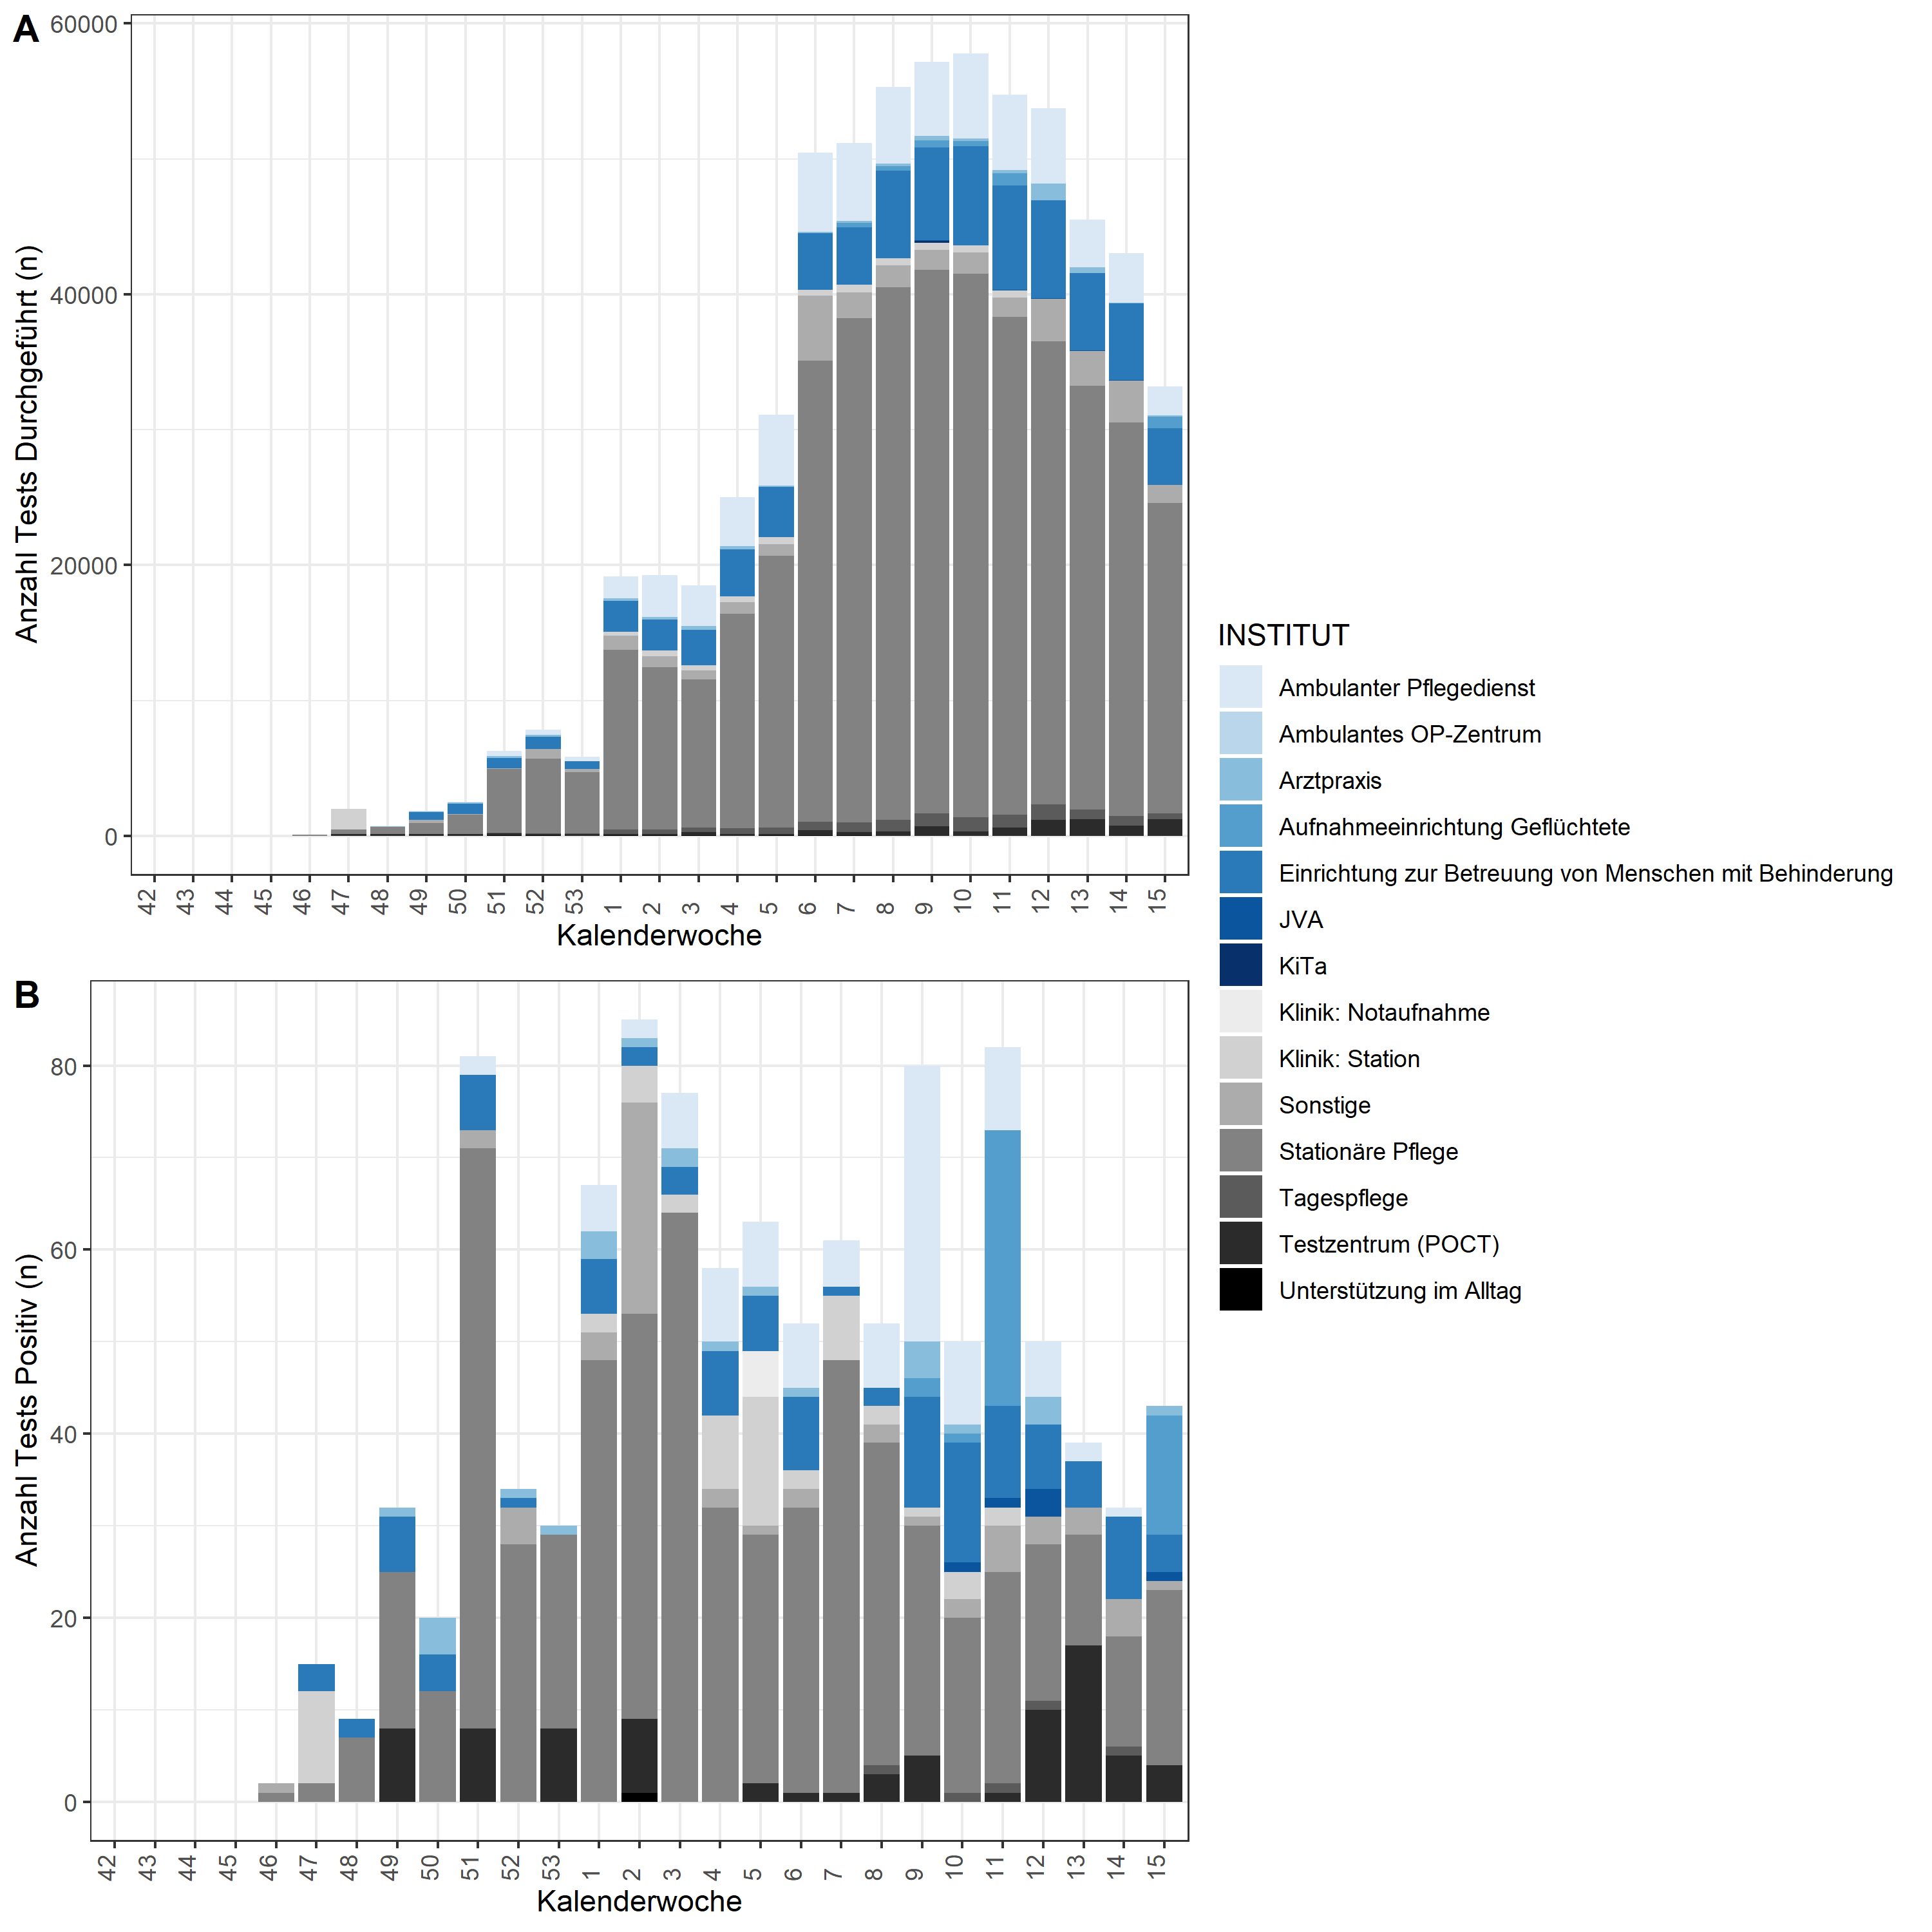 A
60000
40000
20000
0
Anzahl Tests Durchgeführt (n)
42 43 44 45 46 47 48 49 50 51 52 53 1 2 3 4 5 6 7 8 9 10 11 12 13 14 15
Kalenderwoche
B
80
60
40
20
0
Anzahl Tests Positiv (n)
42 43 44 45 46 47 48 49 50 51 52 53 1 2 3 4 5 6 7 8 9 10 11 12 13 14 15
Kalenderwoche
INSTITUT
Ambulanter Pflegedienst
Ambulantes OP-Zentrum
Arztpraxis
Aufnahmeeinrichtung Geflüchtete
Einrichtung zur Betreuung von Menschen mit Behinderung
JVA
KiTa
Klinik: Notaufnahme
Klinik: Station
Sonstige
Stationäre Pflege
Tagespflege
Testzentrum (POCT)
Unterstützung im Alltag